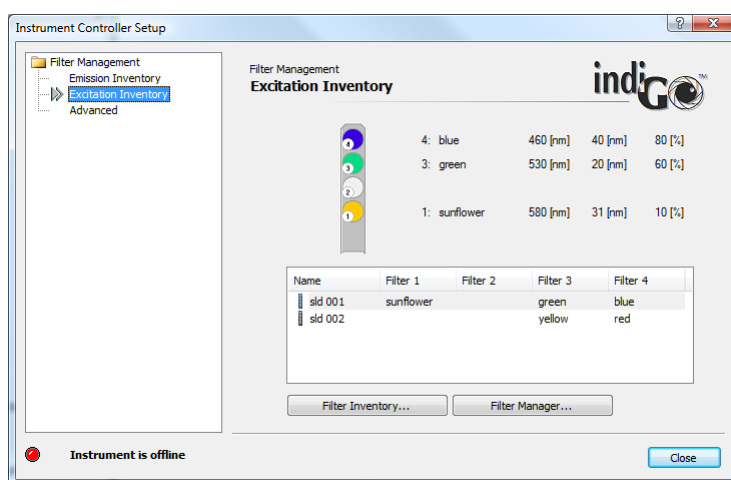 Instrument Controller Setup
Filter Management
Emission Inventory
Excitation Inventory
Advanced
Filter Management
Excitation Inventory
indiGo™
4: blue 460 [nm] 40 [nm] 80 [%]
3: green 530 [nm] 20 [nm] 60 [%]
1: sunflower 580 [nm] 31 [nm] 10 [%]
4
3
2
1
Name Filter 1 Filter 2 Filter 3 Filter 4
sld 001 sunflower green blue
sld 002 yellow red
Filter Inventory... Filter Manager...
Instrument is offline
Close